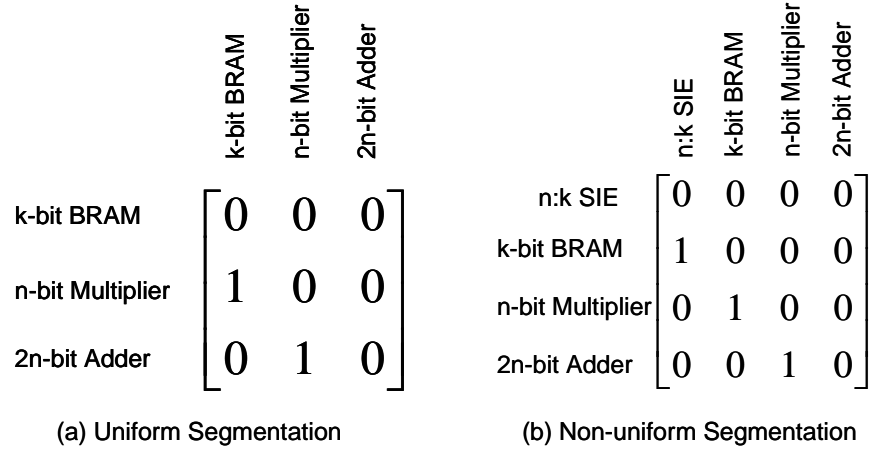 k-bit BRAM
n-bit Multiplier
2n-bit Adder
k-bit BRAM 0 0 0
n-bit Multiplier 1 0 0
2n-bit Adder 0 1 0
(a) Uniform Segmentation
n:k SIE
k-bit BRAM
n-bit Multiplier
2n-bit Adder
n:k SIE 0 0 0 0
k-bit BRAM 1 0 0 0
n-bit Multiplier 0 1 0 0
2n-bit Adder 0 0 1 0
(b) Non-uniform Segmentation